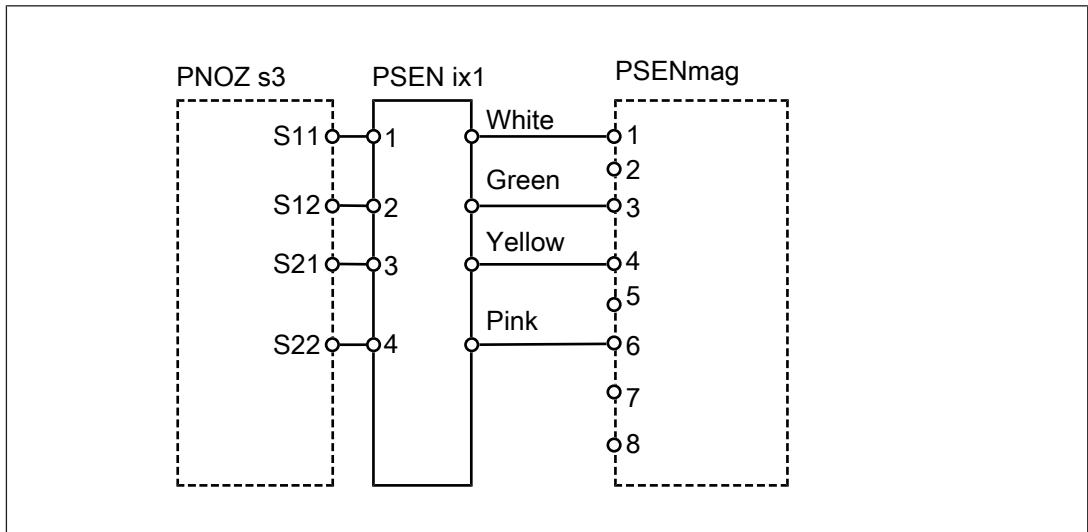 PNOZ s3 PSEN ix1 PSENmag
S11 1 White 1
2
Green
S12 2 3
Yellow
S21 3 4
5
Pink
S22 4 6
7
8